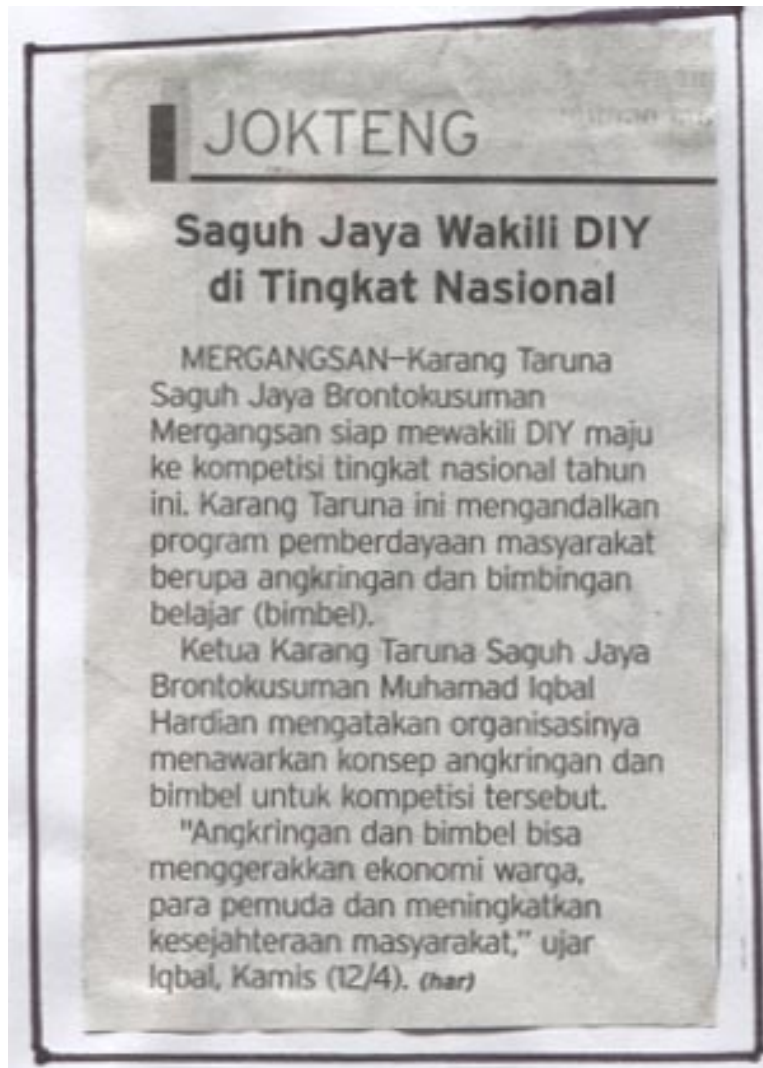 JOKTENG
Saguh Jaya Wakili DIY
di Tingkat Nasional
MERGANGSAN–Karang Taruna
Saguh Jaya Brontokusuman
Mergangsan siap mewakili DIY maju
ke kompetisi tingkat nasional tahun
ini. Karang Taruna ini mengandalkan
program pemberdayaan masyarakat
berupa angkringan dan bimbingan
belajar (bimbel).
Ketua Karang Taruna Saguh Jaya
Brontokusuman Muhamad Iqbal
Hardian mengatakan organisasinya
menawarkan konsep angkringan dan
bimbel untuk kompetisi tersebut.
"Angkringan dan bimbel bisa
menggerakkan ekonomi warga,
para pemuda dan meningkatkan
kesejahteraan masyarakat,” ujar
Iqbal, Kamis (12/4). (har)